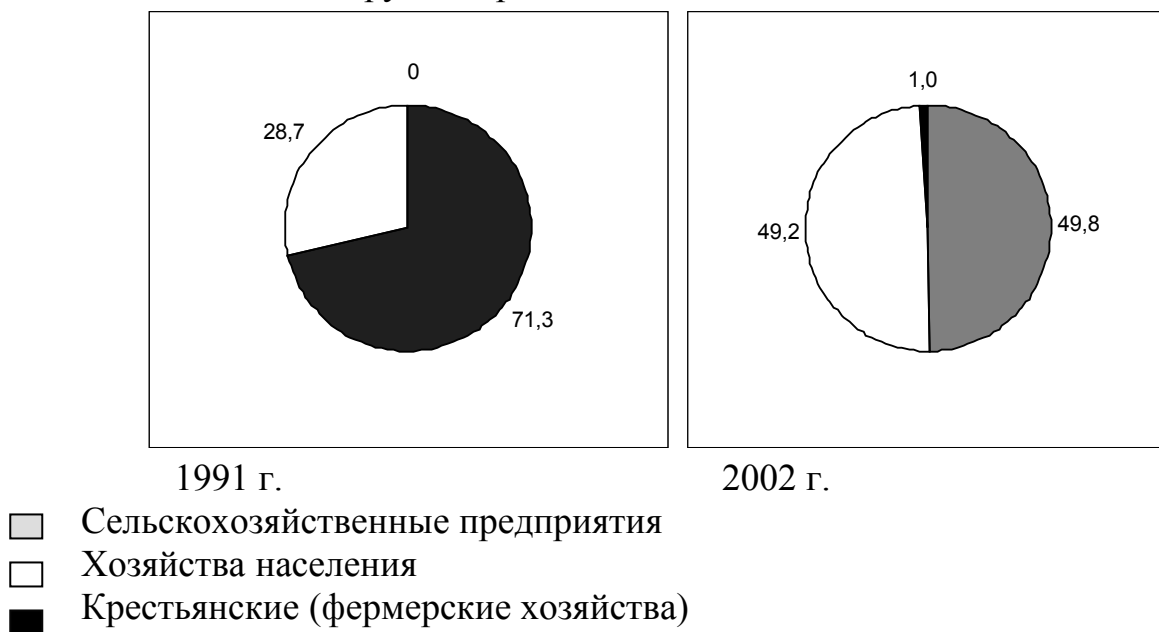 0
28,7
71,3
1,0
49,2
49,8
1991 г.
2002 г.
Сельскохозяйственные предприятия
Хозяйства населения
Крестьянские (фермерские хозяйства)